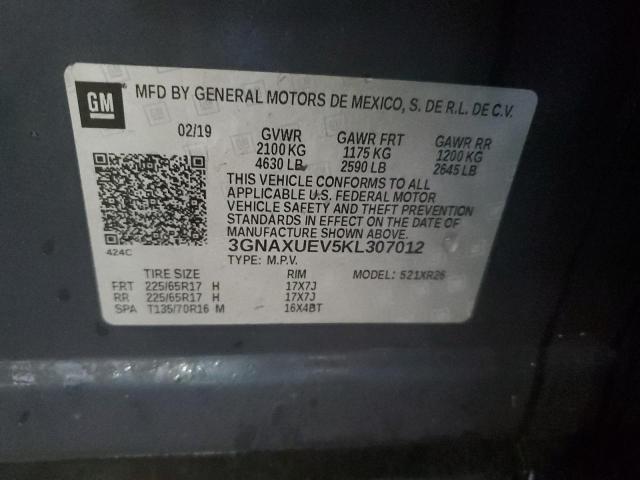 GM
MFD BY GENERAL MOTORS DE MEXICO, S. DE R.L. DE C.V.
02/19 GVWR GAWR FRT GAWR RR
2100 KG 1175 KG 1200 KG
4630 LB 2590 LB 2645 LB
THIS VEHICLE CONFORMS TO ALL
APPLICABLE U.S. FEDERAL MOTOR
VEHICLE SAFETY AND THEFT PREVENTION
STANDARDS IN EFFECT ON THE DATE OF
MANUFACTURE SHOWN ABOVE.
424C
3GNAXUEV5KL307012
TYPE: M.P.V.
TIRE SIZE RIM MODEL: 521XR26
FRT 225/65R17 H 17X7J
RR 225/65R17 H 17X7J
SPA T135/70R16 M 16X4BT